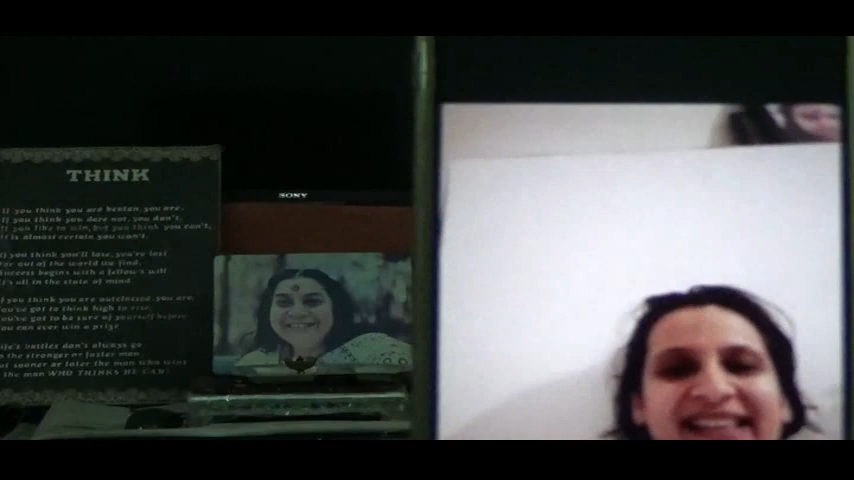 THINK
If you think you are beaten, you are.
If you think you dare not, you don't,
If you like to win, but you think you can't,
It is almost certain you won't.
If you think you'll lose, you're lost
For out of the world we find,
Success begins with a fellow's will
It's all in the state of mind.
If you think you are outclassed, you are,
You've got to think high to rise,
You've got to be sure of yourself before
You can ever win a prize
Life's battles don't always go
To the stronger or faster man
But sooner or later the man who wins
Is the man WHO THINKS HE CAN!
SONY